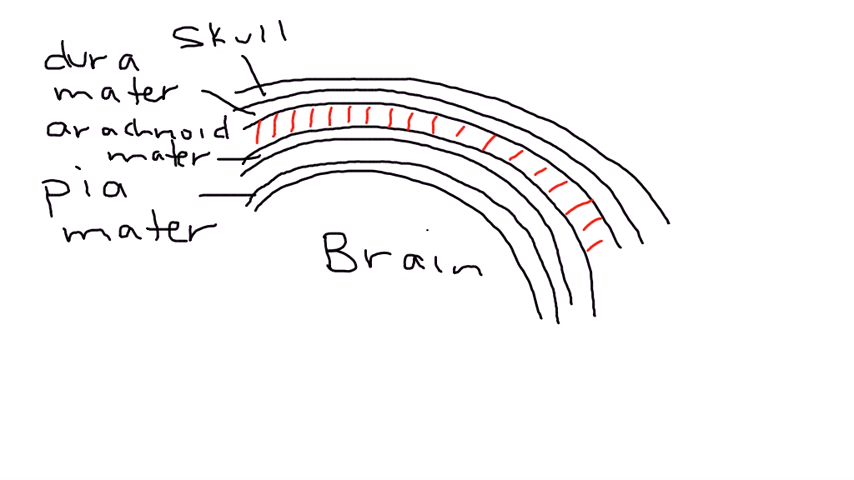 skull
dura
mater
arachnoid
mater
pia
mater
Brain